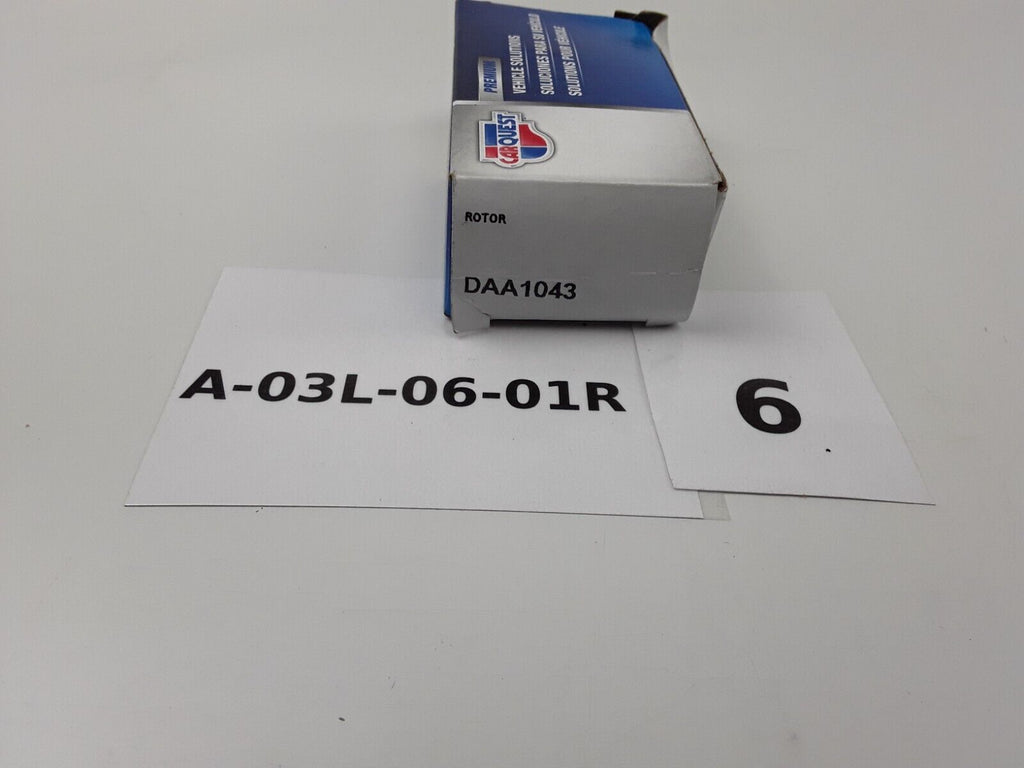 PREMIUM
VEHICLE SOLUTIONS
SOLUCIONES PARA SU VEHÍCULO
SOLUTIONS POUR VÉHICULE
CARQUEST
ROTOR
DAA1043
A-03L-06-01R
6